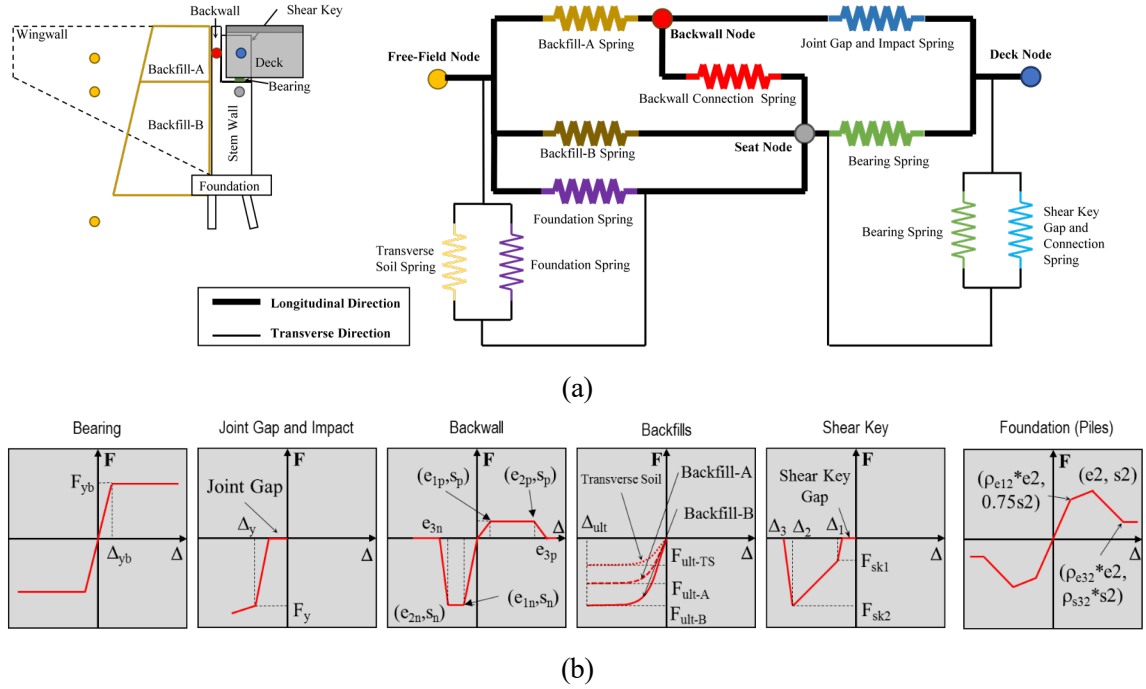 Backwall
Shear Key
Wingwall
Backfill-A
Deck
Bearing
Backfill-B
Stem Wall
Foundation
Free-Field Node
Backfill-A Spring
Backwall Node
Joint Gap and Impact Spring
Deck Node
Backwall Connection Spring
Backfill-B Spring
Seat Node
Bearing Spring
Foundation Spring
Transverse
Soil Spring
Foundation Spring
Bearing Spring
Shear Key
Gap and
Connection
Spring
Longitudinal Direction
Transverse Direction
(a)
Bearing
F
F_yb
Δ_yb
Δ
Joint Gap and Impact
F
Joint Gap
Δ_y
Δ
F_y
Backwall
F
(e_1p,s_p)
(e_2p,s_p)
e_3n
Δ
e_3p
(e_2n,s_n)
(e_1n,s_n)
Backfills
F
Backfill-A
Transverse Soil
Backfill-B
Δ_ult
Δ
F_ult-TS
F_ult-A
F_ult-B
Shear Key
F
Shear Key
Gap
Δ_3
Δ_2
Δ_1
Δ
F_sk1
F_sk2
Foundation (Piles)
F
(ρ_e12*e2,
0.75s2)
(e2, s2)
Δ
(ρ_e32*e2,
ρ_s32*s2)
(b)